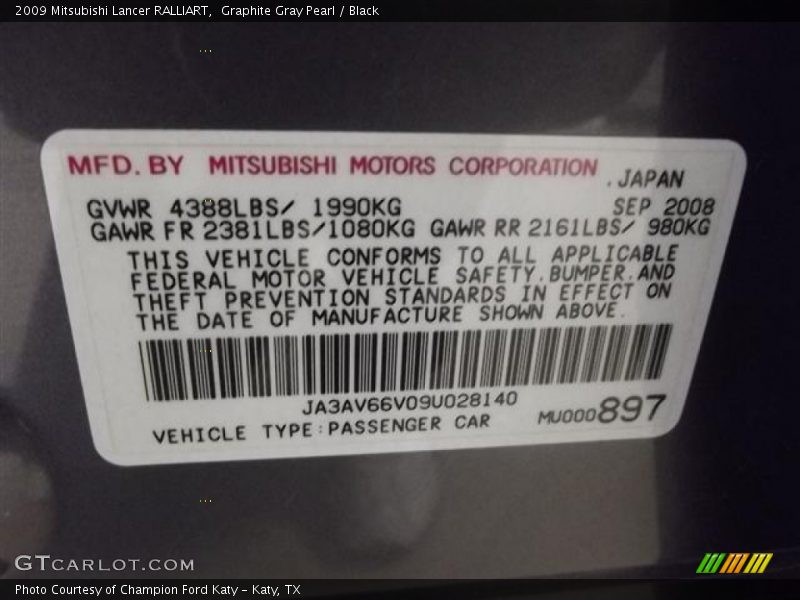 2009 Mitsubishi Lancer RALLIART,  Graphite Gray Pearl / Black
MFD. BY MITSUBISHI MOTORS CORPORATION
.JAPAN
GVWR 4388LBS/ 1990KG SEP 2008
GAWR FR 2381LBS/1080KG GAWR RR 2161LBS/ 980KG
THIS VEHICLE CONFORMS TO ALL APPLICABLE
FEDERAL MOTOR VEHICLE SAFETY.BUMPER.AND
THEFT PREVENTION STANDARDS IN EFFECT ON
THE DATE OF MANUFACTURE SHOWN ABOVE.
JA3AV66V09U028140
VEHICLE TYPE:PASSENGER CAR MU000897
GTCARLOT.COM
Photo Courtesy of Champion Ford Katy - Katy, TX